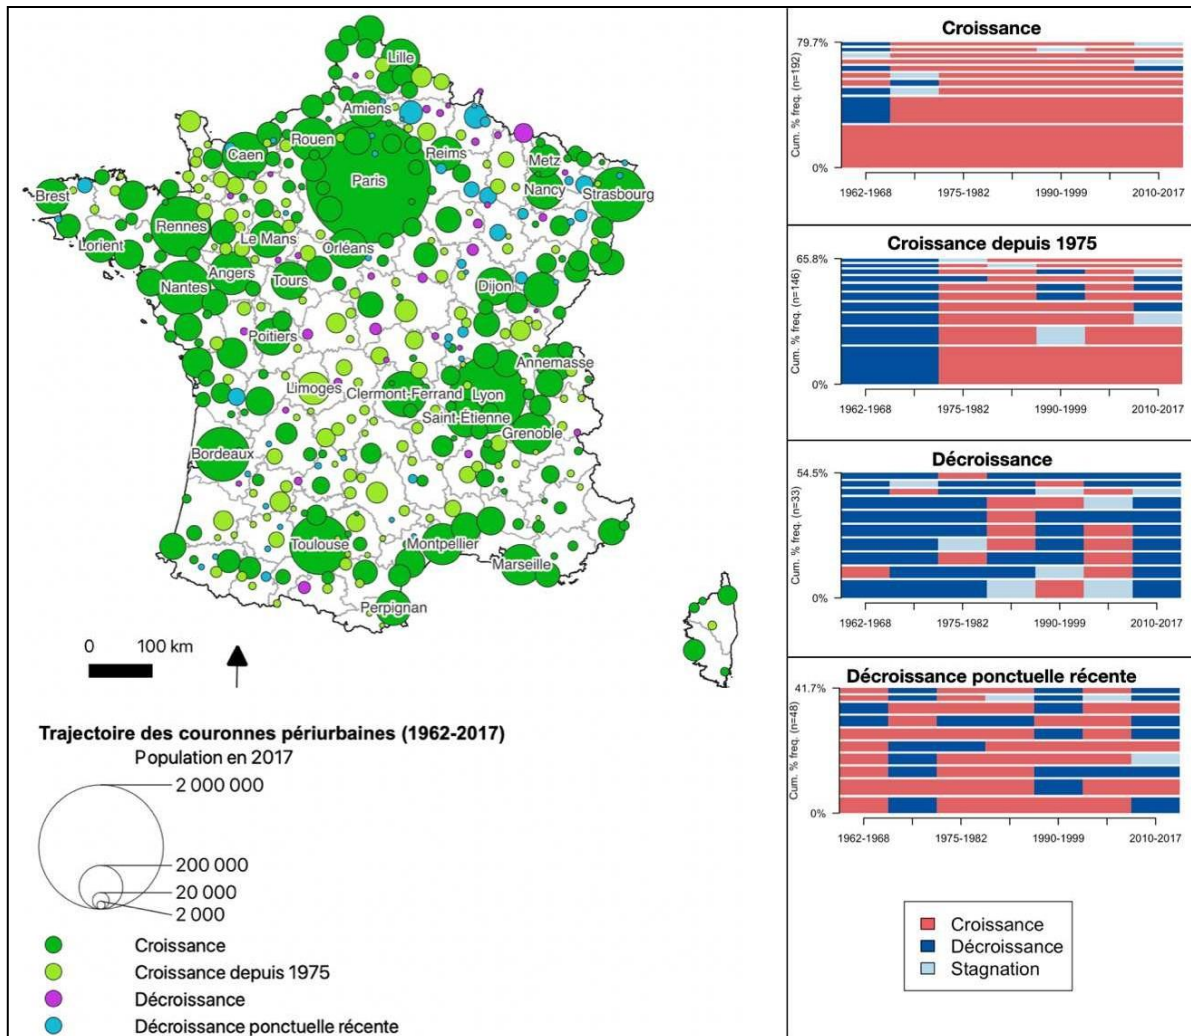 Lille
Amiens
Rouen
Caen
Reims
Metz
Paris
Nancy
Strasbourg
Brest
Rennes
Lorient
Le Mans
Orléans
Angers
Nantes
Tours
Dijon
Poitiers
Annemasse
Limoges
Clermont-Ferrand
Lyon
Saint-Étienne
Grenoble
Bordeaux
Toulouse
Montpellier
Marseille
Perpignan
0 100 km
Trajectoire des couronnes périurbaines (1962-2017)
Population en 2017
2 000 000
200 000
20 000
2 000
Croissance
Croissance depuis 1975
Décroissance
Décroissance ponctuelle récente
Croissance
79.7%
Cum. % freq. (n=192)
0%
1962-1968 1975-1982 1990-1999 2010-2017
Croissance depuis 1975
65.8%
Cum. % freq. (n=146)
0%
1962-1968 1975-1982 1990-1999 2010-2017
Décroissance
54.5%
Cum. % freq. (n=33)
0%
1962-1968 1975-1982 1990-1999 2010-2017
Décroissance ponctuelle récente
41.7%
Cum. % freq. (n=48)
0%
1962-1968 1975-1982 1990-1999 2010-2017
Croissance
Décroissance
Stagnation